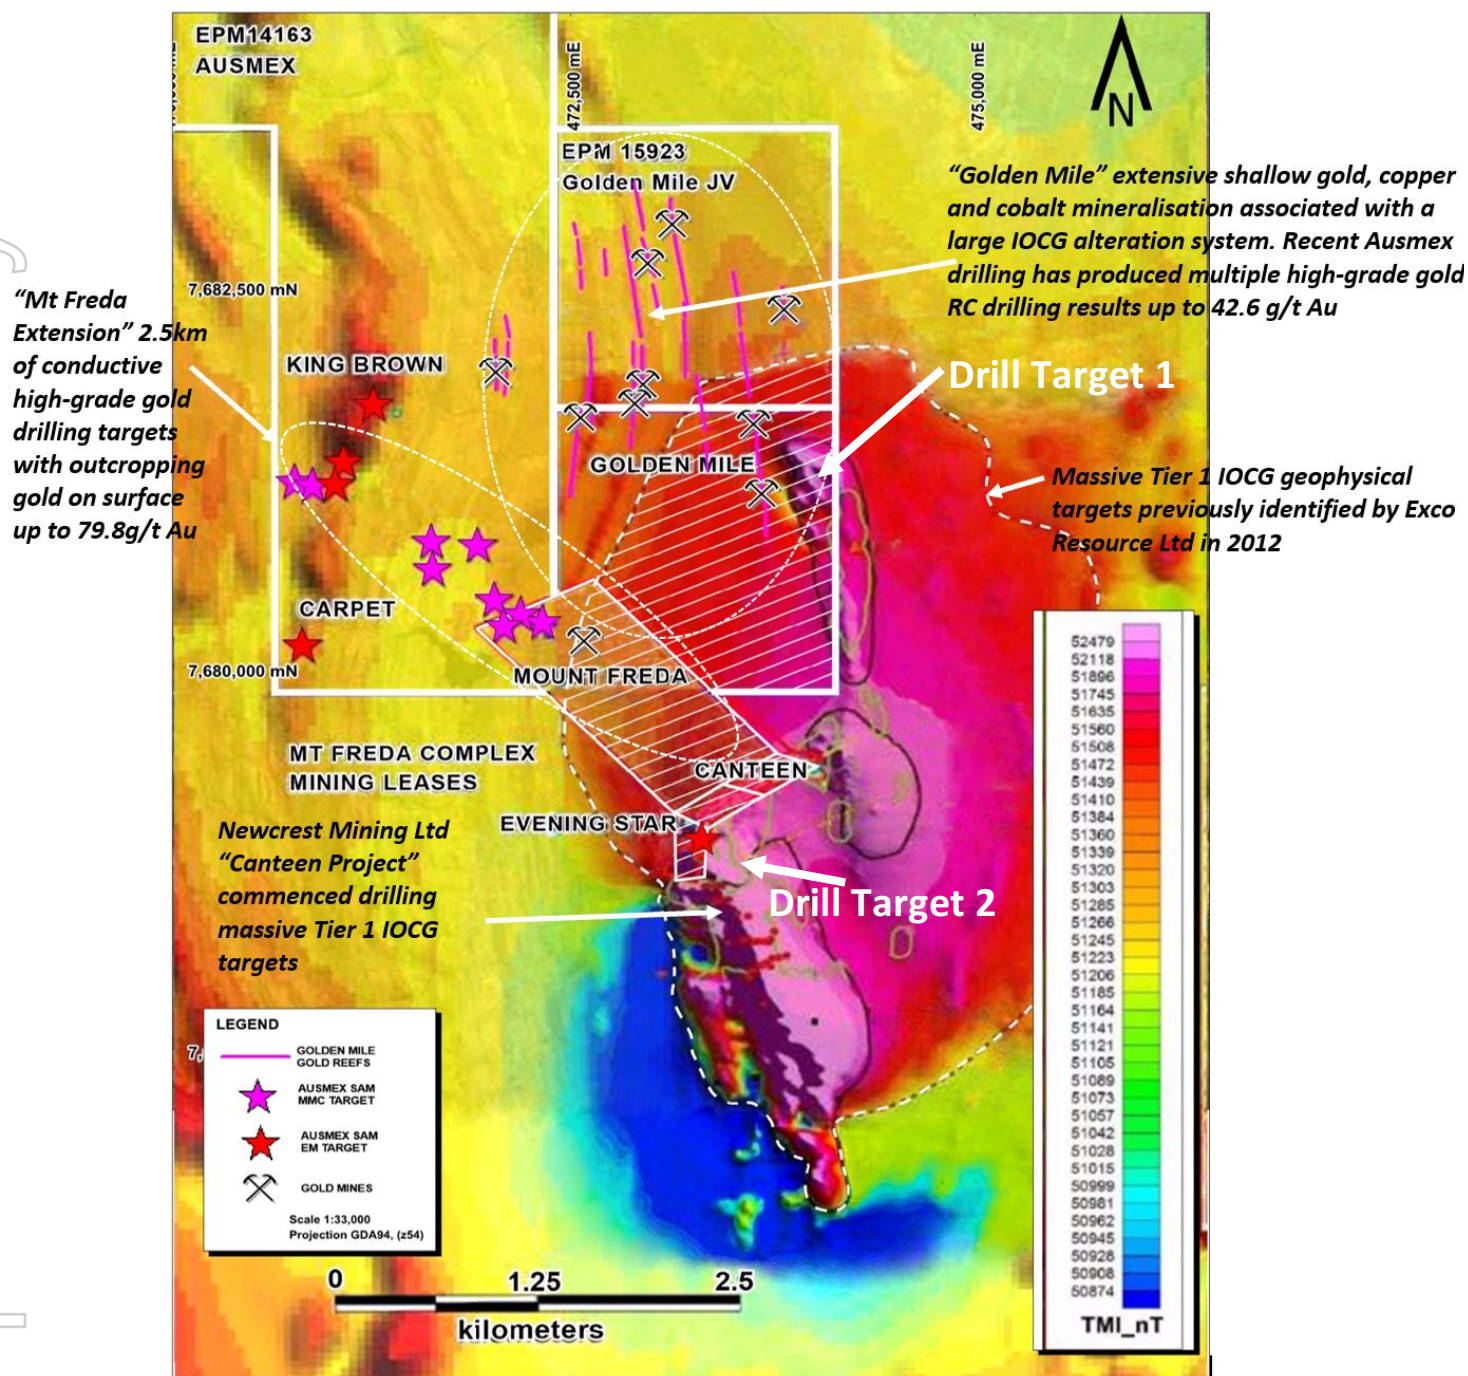 EPM14163
AUSMEX
472,500 mE
475,000 mE
N
EPM 15923
Golden Mile JV
“Golden Mile” extensive shallow gold, copper
and cobalt mineralisation associated with a
large IOCG alteration system. Recent Ausmex
drilling has produced multiple high-grade gold
RC drilling results up to 42.6 g/t Au
7,682,500 mN
“Mt Freda
Extension” 2.5km
of conductive
high-grade gold
drilling targets
with outcropping
gold on surface
up to 79.8g/t Au
KING BROWN
Drill Target 1
GOLDEN MILE
Massive Tier 1 IOCG geophysical
targets previously identified by Exco
Resource Ltd in 2012
CARPET
7,680,000 mN
MOUNT FREDA
MT FREDA COMPLEX
MINING LEASES
CANTEEN
EVENING STAR
Newcrest Mining Ltd
“Canteen Project”
commenced drilling
massive Tier 1 IOCG
targets
Drill Target 2
52479
52118
51896
51745
51635
51560
51508
51472
51439
51410
51384
51360
51339
51320
51303
51285
51266
51245
51223
51206
51185
51164
51141
51121
51105
51089
51073
51057
51042
51028
51015
50999
50981
50962
50945
50928
50908
50874
TMI_nT
LEGEND
GOLDEN MILE
GOLD REEFS
AUSMEX SAM
MMC TARGET
AUSMEX SAM
EM TARGET
GOLD MINES
Scale 1:33,000
Projection GDA94, (z54)
0 1.25 2.5
kilometers